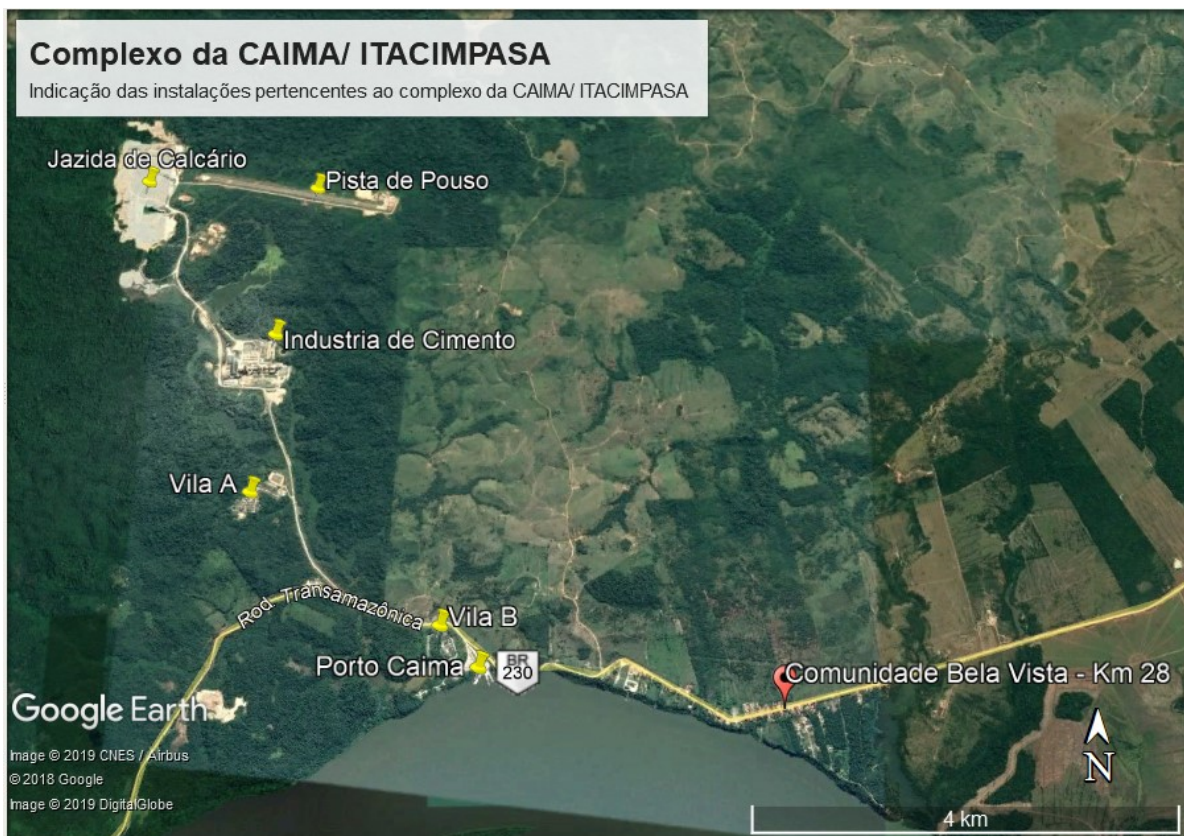 Complexo da CAIMA/ ITACIMPASA
Indicação das instalações pertencentes ao complexo da CAIMA/ ITACIMPASA
Jazida de Calcário
Pista de Pouso
Industria de Cimento
Vila A
Rod Transamazônica
Vila B
Porto Caima
BR
230
Comunidade Bela Vista - Km 28
Google Earth
Image © 2019 CNES / Airbus
© 2018 Google
Image © 2019 DigitalGlobe
N
4 km